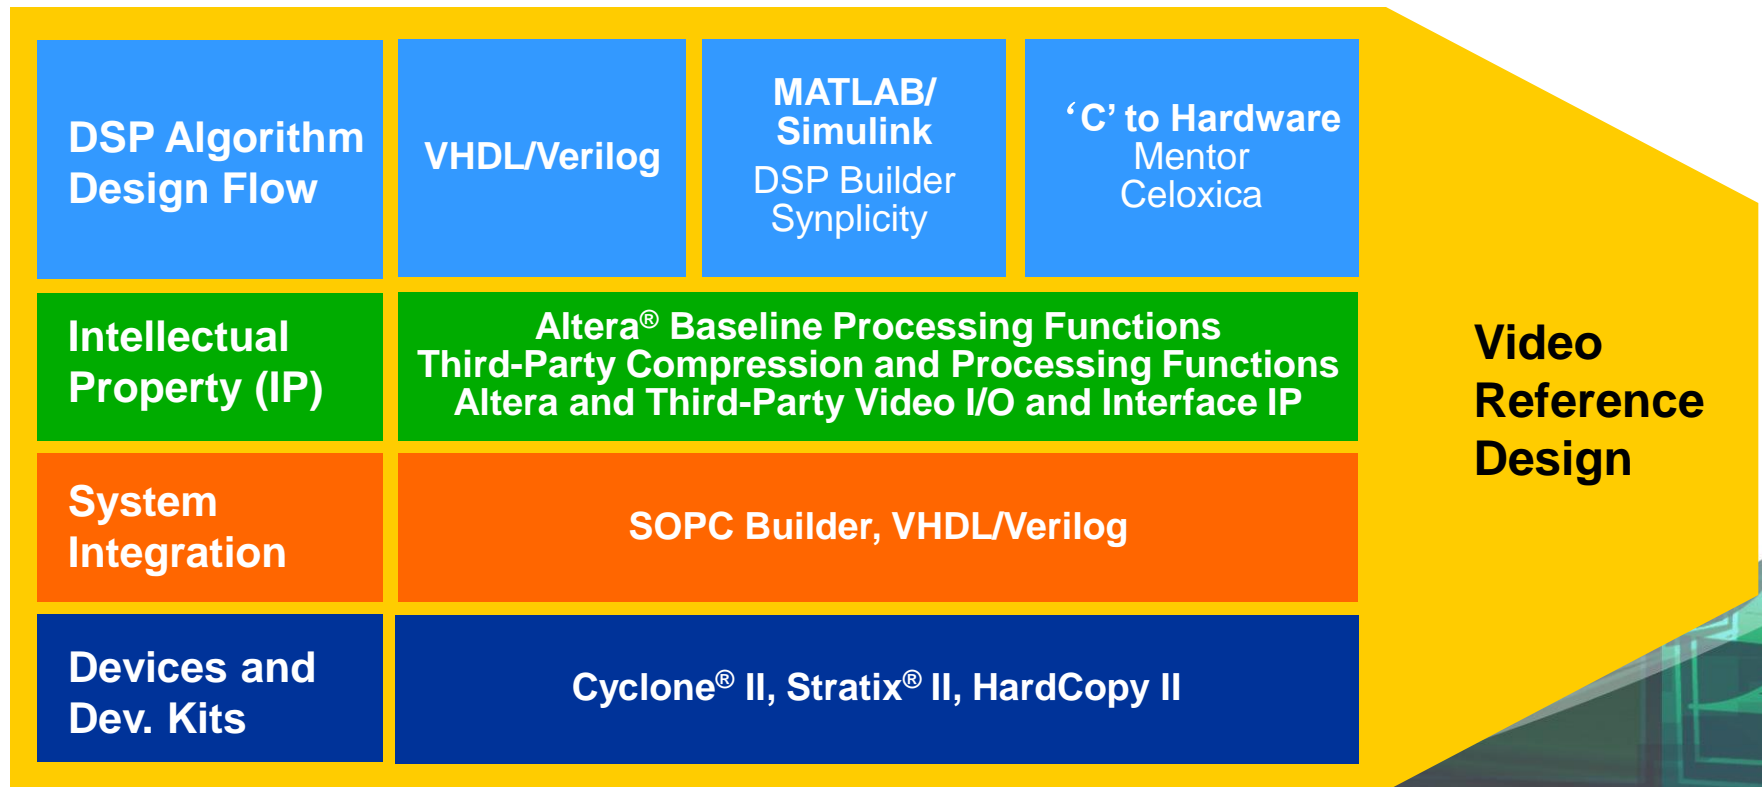 DSP Algorithm
Design Flow
VHDL/Verilog
MATLAB/
Simulink
DSP Builder
Synplicity
‘C’ to Hardware
Mentor
Celoxica
Intellectual
Property (IP)
Altera® Baseline Processing Functions
Third-Party Compression and Processing Functions
Altera and Third-Party Video I/O and Interface IP
System
Integration
SOPC Builder, VHDL/Verilog
Devices and
Dev. Kits
Cyclone® II, Stratix® II, HardCopy II
Video
Reference
Design